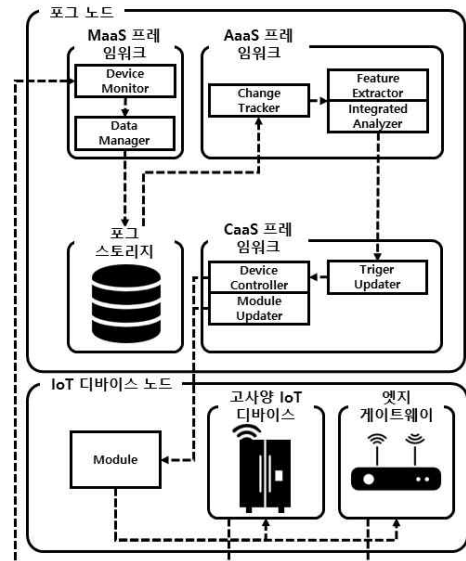 포그 노드
MaaS 프레
임워크
Device
Monitor
Data
Manager
AaaS 프레
임워크
Change
Tracker
Feature
Extractor
Integrated
Analyzer
포그
스토리지
CaaS 프레
임워크
Device
Controller
Module
Updater
Triger
Updater
IoT 디바이스 노드
Module
고사양 IoT
디바이스
엣지
게이트웨이